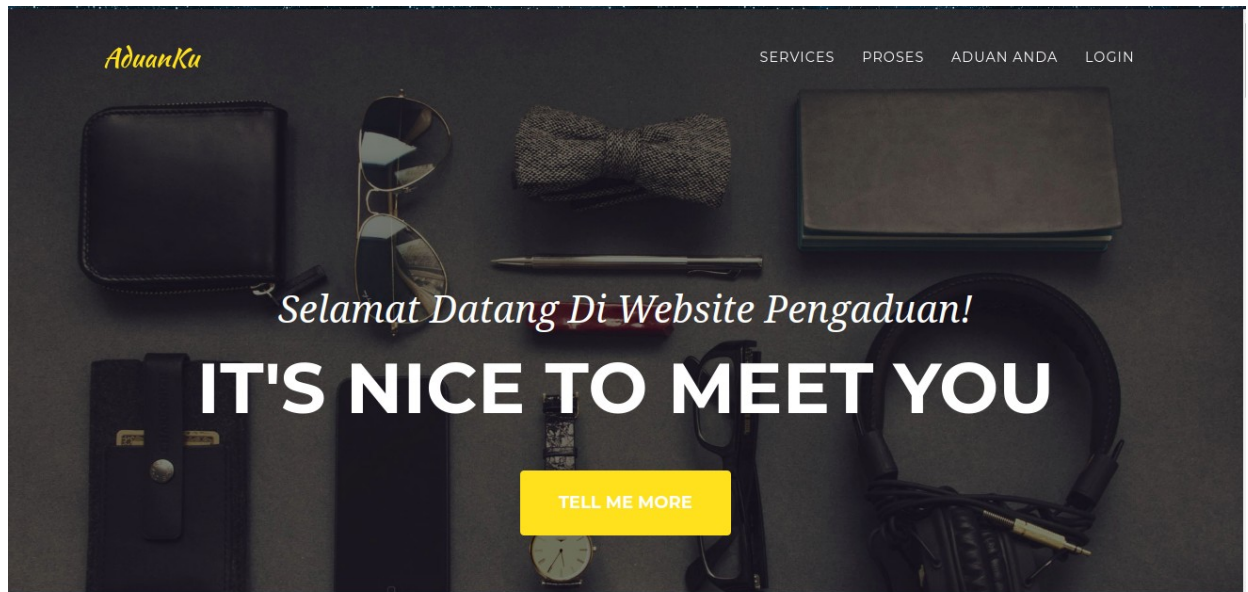 AduanKu
SERVICES PROSES ADUAN ANDA LOGIN
Selamat Datang Di Website Pengaduan!
IT'S NICE TO MEET YOU
TELL ME MORE